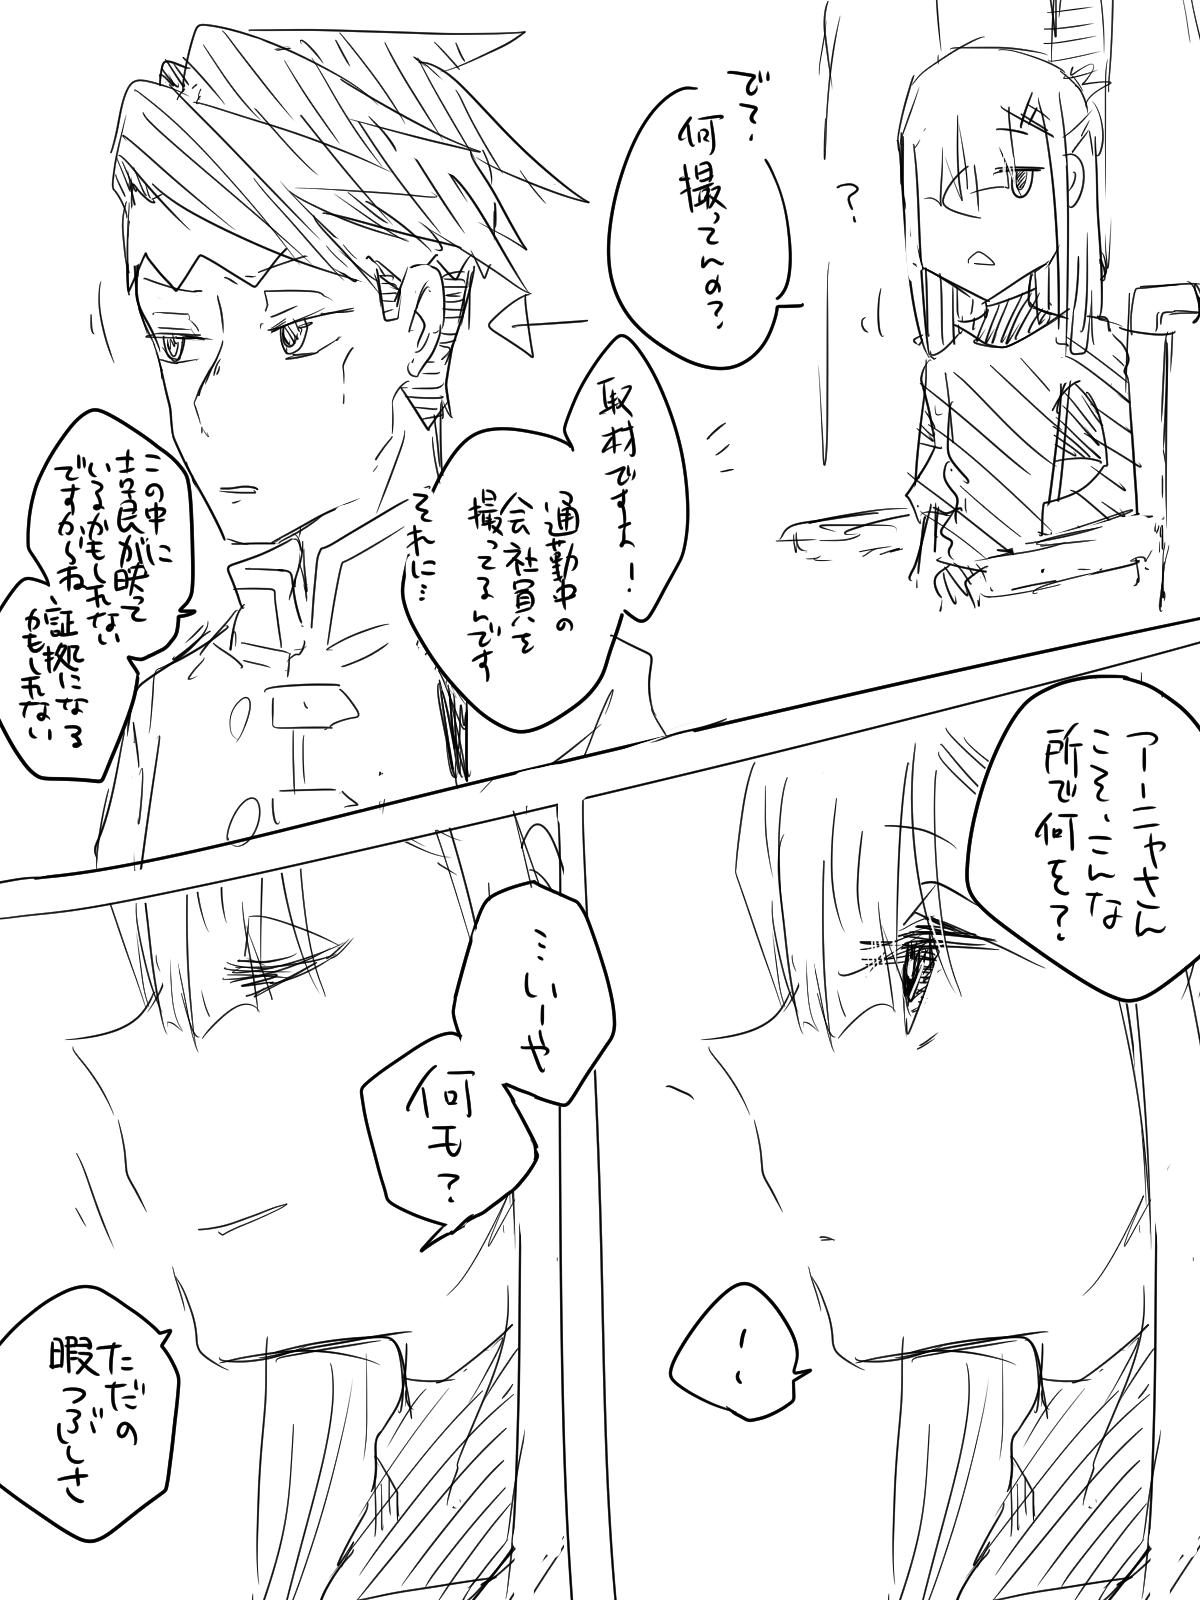 でて?
何
撮ってんの?
?
取材ですよー!
通勤中の
会社員を
撮ってるんです
それに…
この中に
吉良が映って
いるかもしれない
ですからね、
証拠になる
かもしれない
アーニャさん
こそ、こんな
所で何を?
…いーや
何も?
ただの
暇つぶしさ